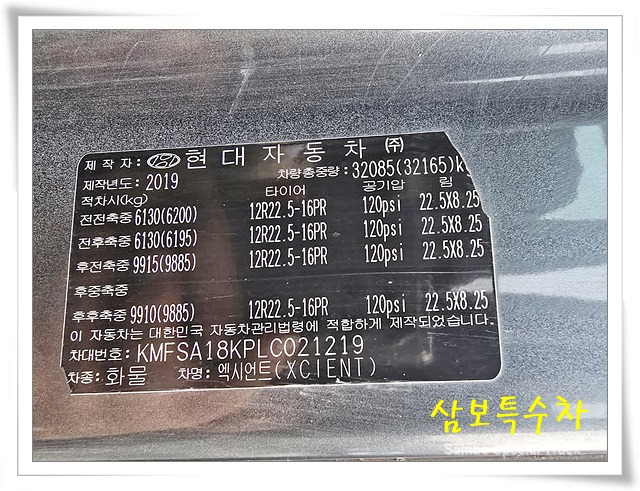 제 작 자: 현 대 자 동 차 ㈜
제작년도: 2019 차량총중량: 32085(32165)kg
적차시(kg) 타이어 공기압 림
전전축중 6130(6200) 12R22.5-16PR 120psi 22.5X8.25
전후축중 6130(6195) 12R22.5-16PR 120psi 22.5X8.25
후전축중 9915(9885) 12R22.5-16PR 120psi 22.5X8.25
후중축중
후후축중 9910(9885) 12R22.5-16PR 120psi 22.5X8.25
이 자동차는 대한민국 자동차관리법령에 적합하게 제작되었습니다.
차대번호: KMFSA18KPLC021219
차종: 화물 차명: 엑시언트(XCIENT)
삼보특수차